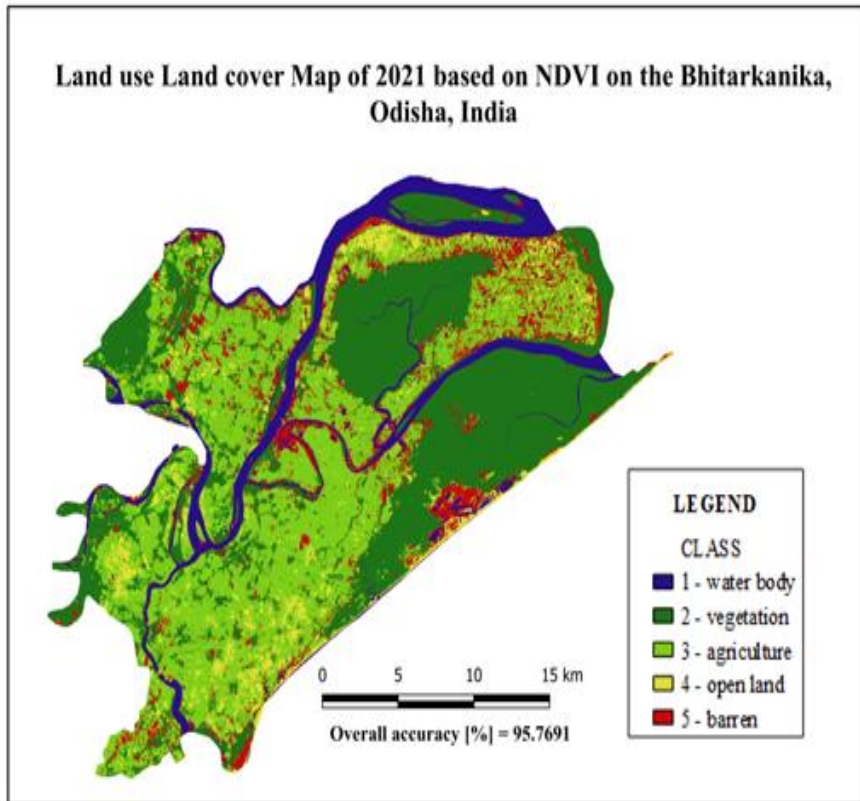 Land use Land cover Map of 2021 based on NDVI on the Bhitarkanika,
Odisha, India
LEGEND
CLASS
1 - water body
2 - vegetation
3 - agriculture
4 - open land
5 - barren
0 5 10 15 km
Overall accuracy [%] = 95.7691